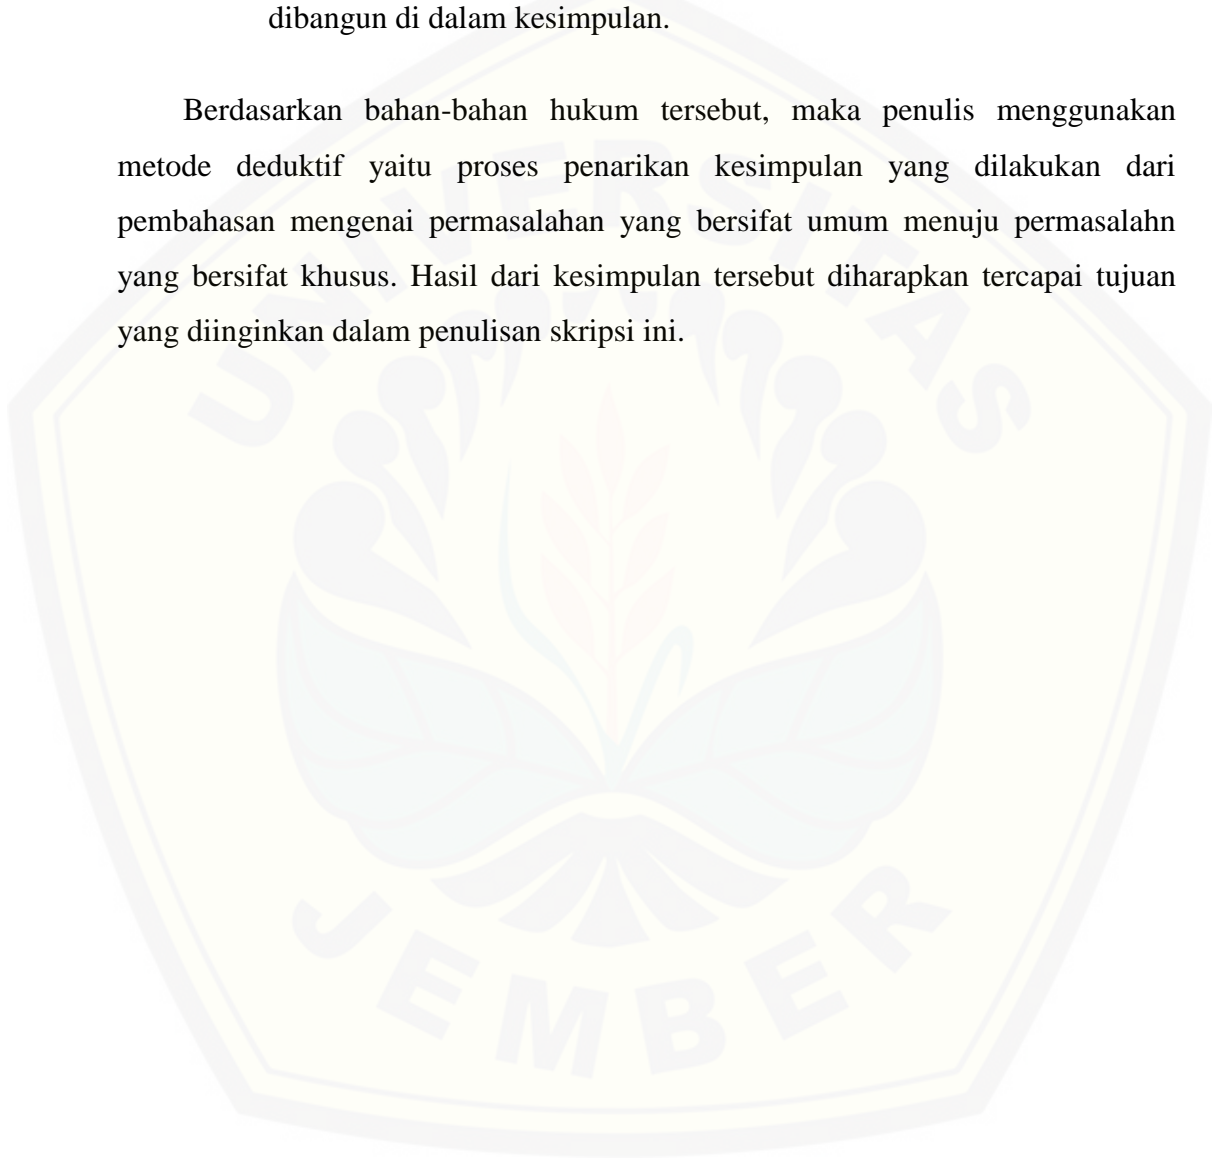 dibangun di dalam kesimpulan.
Berdasarkan bahan-bahan hukum tersebut, maka penulis menggunakan
metode deduktif yaitu proses penarikan kesimpulan yang dilakukan dari
pembahasan mengenai permasalahan yang bersifat umum menuju permasalahn
yang bersifat khusus. Hasil dari kesimpulan tersebut diharapkan tercapai tujuan
yang diinginkan dalam penulisan skripsi ini.
UNIVERSITAS
JEMBER